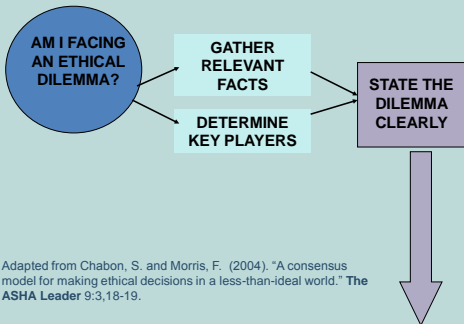 AM I FACING
AN ETHICAL
DILEMMA?
GATHER
RELEVANT
FACTS
DETERMINE
KEY PLAYERS
STATE THE
DILEMMA
CLEARLY
Adapted from Chabon, S. and Morris, F. (2004). “A consensus
model for making ethical decisions in a less-than-ideal world.” The
ASHA Leader 9:3,18-19.